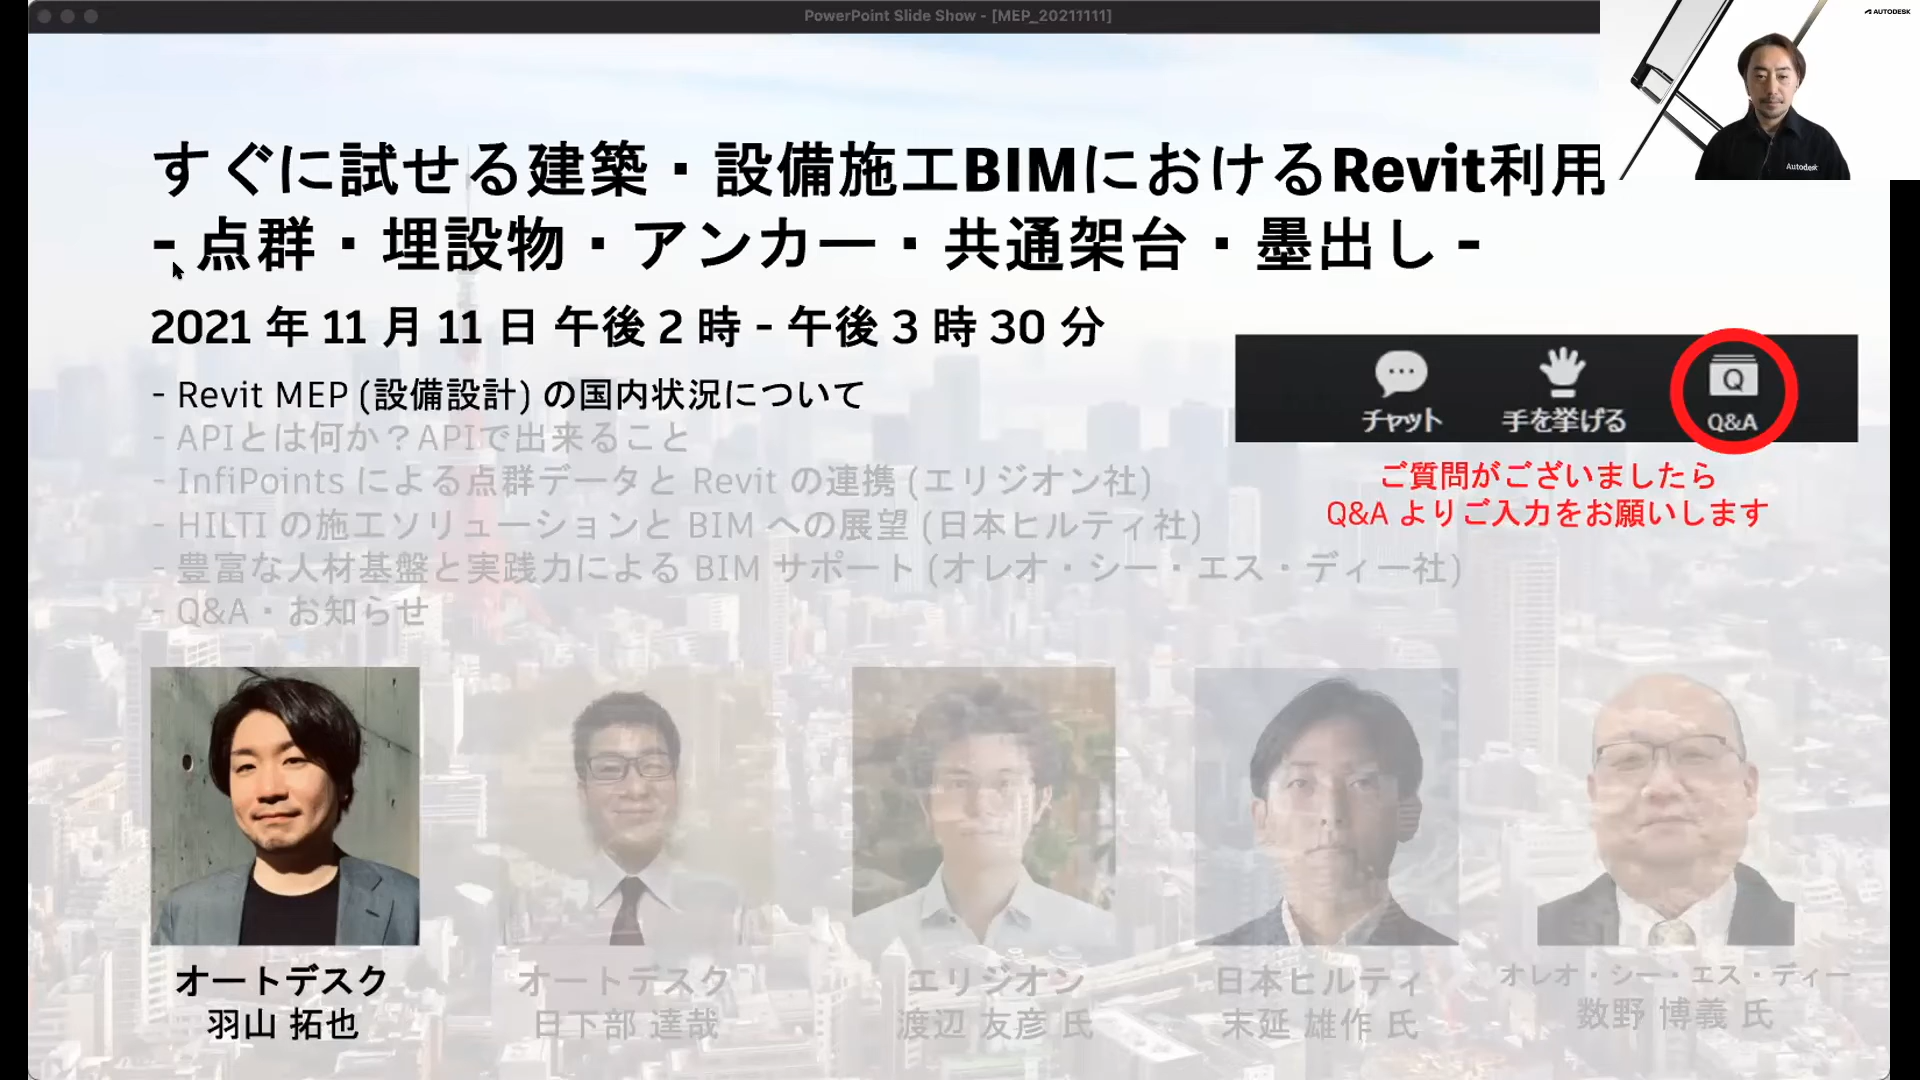 PowerPoint Slide Show - [MEP_20211111]
AUTODESK
Autodesk
すぐに試せる建築・設備施工BIMにおけるRevit利用
- 点群・埋設物・アンカー・共通架台・墨出し -
2021 年 11 月 11 日 午後 2 時 - 午後 3 時 30 分
- Revit MEP (設備設計) の国内状況について
- APIとは何か？APIで出来ること
- InfiPoints による点群データと Revit の連携 (エリジオン社)
- HILTI の施工ソリューションと BIM への展望 (日本ヒルティ社)
- 豊富な人材基盤と実践力による BIM サポート (オレオ・シー・エス・ディー社)
- Q&A・お知らせ
チャット
手を挙げる
Q
Q&A
ご質問がございましたら
Q&A よりご入力をお願いします
オートデスク
羽山 拓也
オートデスク
日下部 達哉
エリジオン
渡辺 友彦 氏
日本ヒルティ
末延 雄作 氏
オレオ・シー・エス・ディー
数野 博義 氏